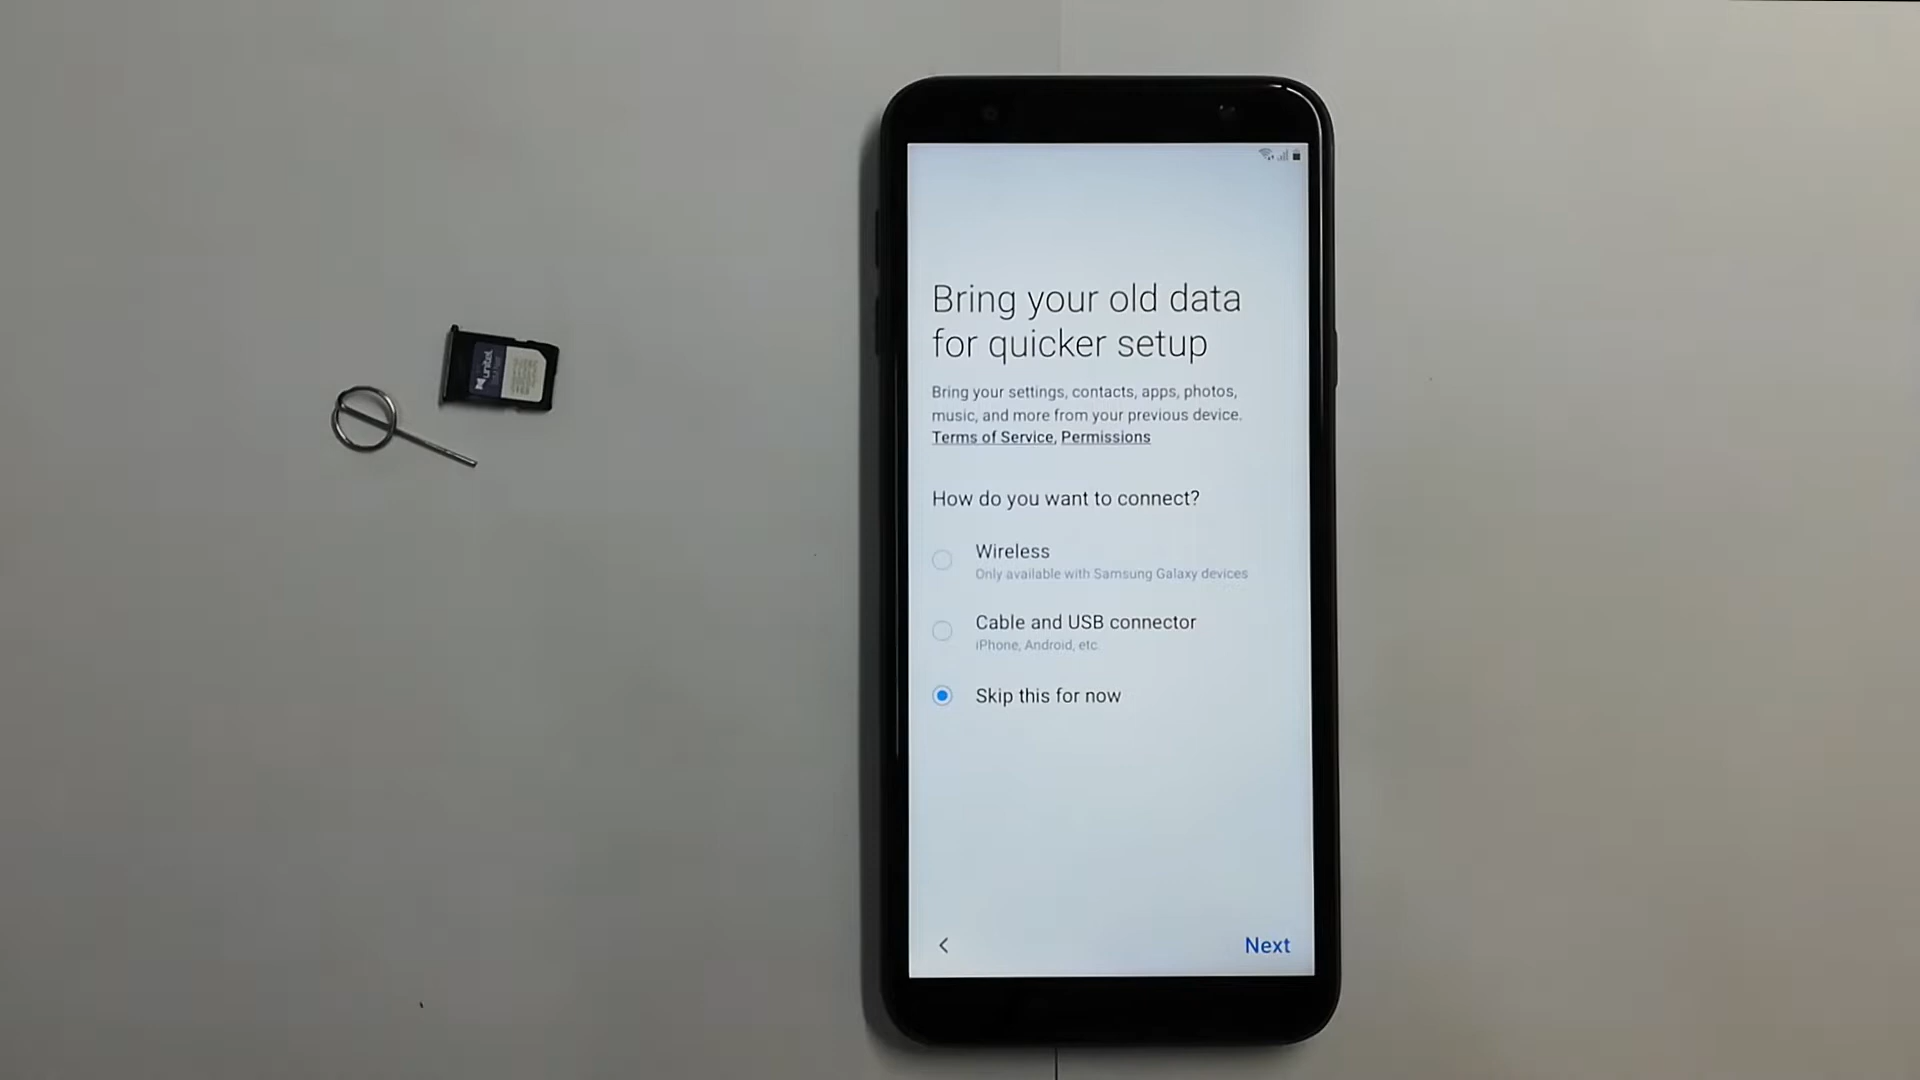 Bring your old data
for quicker setup
Bring your settings, contacts, apps, photos,
music, and more from your previous device.
Terms of Service, Permissions
How do you want to connect?
Wireless
Only available with Samsung Galaxy devices
Cable and USB connector
iPhone, Android, etc.
Skip this for now
Next
unitel